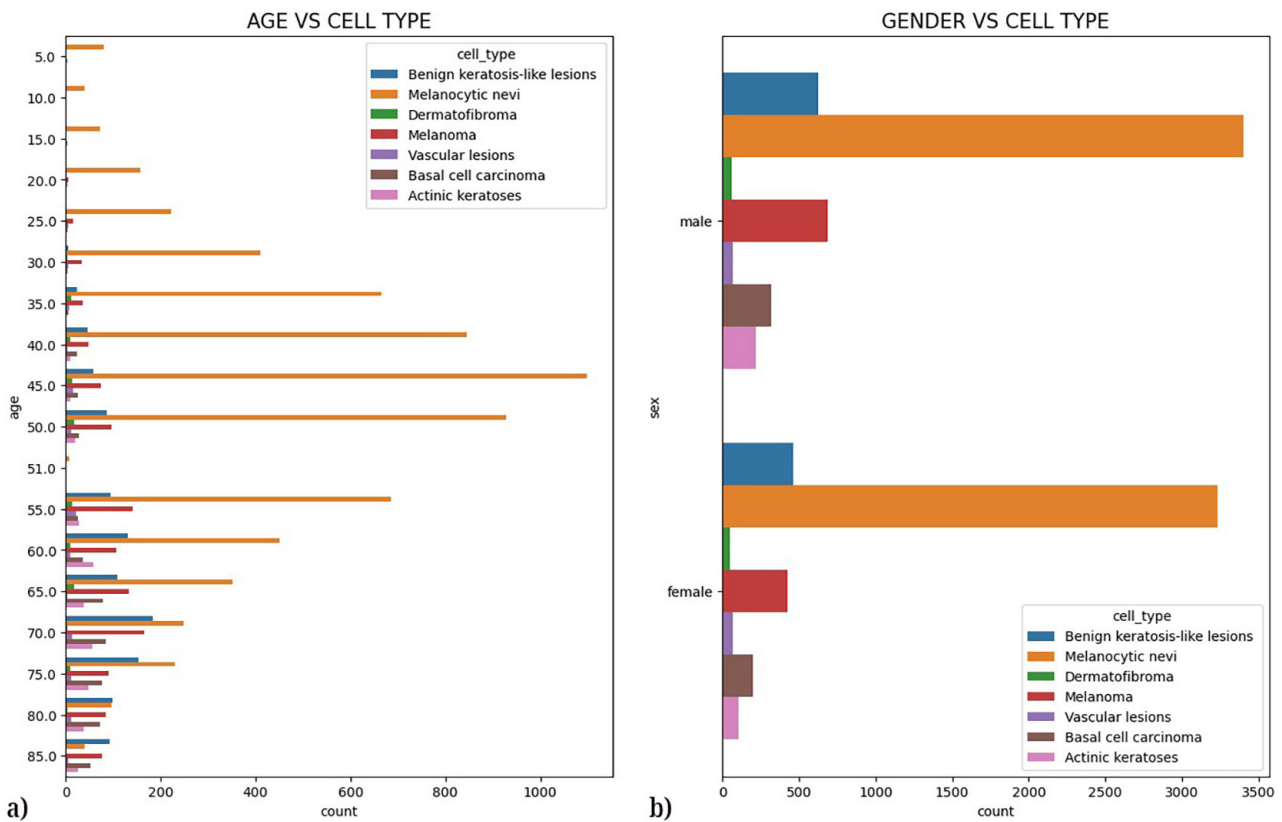 AGE VS CELL TYPE
cell_type
Benign keratosis-like lesions
Melanocytic nevi
Dermatofibroma
Melanoma
Vascular lesions
Basal cell carcinoma
Actinic keratoses
5.0
10.0
15.0
20.0
25.0
30.0
35.0
40.0
45.0
50.0
51.0
55.0
60.0
65.0
70.0
75.0
80.0
85.0
age
0 200 400 600 800 1000
count
a)
GENDER VS CELL TYPE
male
female
sex
cell_type
Benign keratosis-like lesions
Melanocytic nevi
Dermatofibroma
Melanoma
Vascular lesions
Basal cell carcinoma
Actinic keratoses
0 500 1000 1500 2000 2500 3000 3500
count
b)